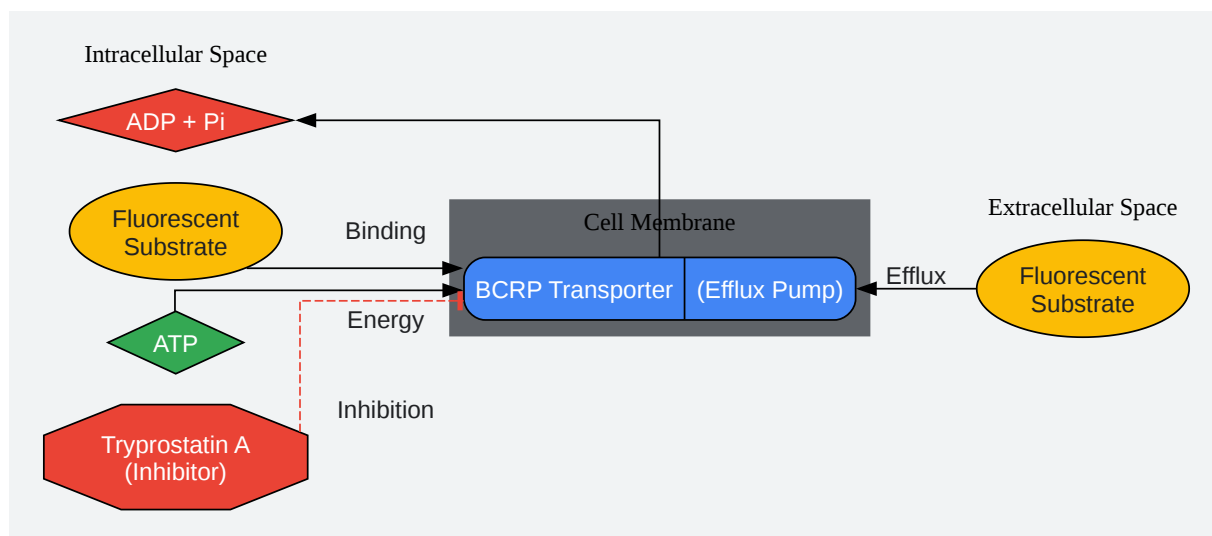 Intracellular Space
ADP + Pi
Fluorescent
Substrate
Binding
Cell Membrane
Extracellular Space
BCRP Transporter
(Efflux Pump)
Efflux
Fluorescent
Substrate
Energy
ATP
Inhibition
Tryprostatin A
(Inhibitor)